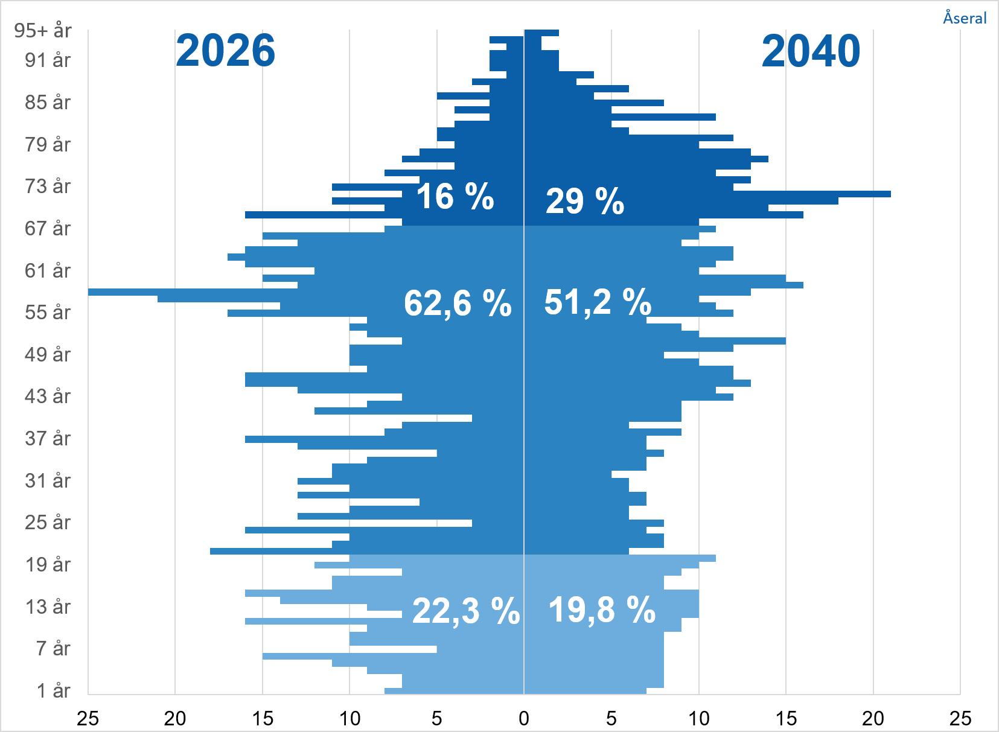 Åseral
2026
2040
95+ år
91 år
85 år
79 år
73 år
67 år
61 år
55 år
49 år
43 år
37 år
31 år
25 år
19 år
13 år
7 år
1 år
16 %
29 %
62,6 %
51,2 %
22,3 %
19,8 %
25 20 15 10 5 0 5 10 15 20 25